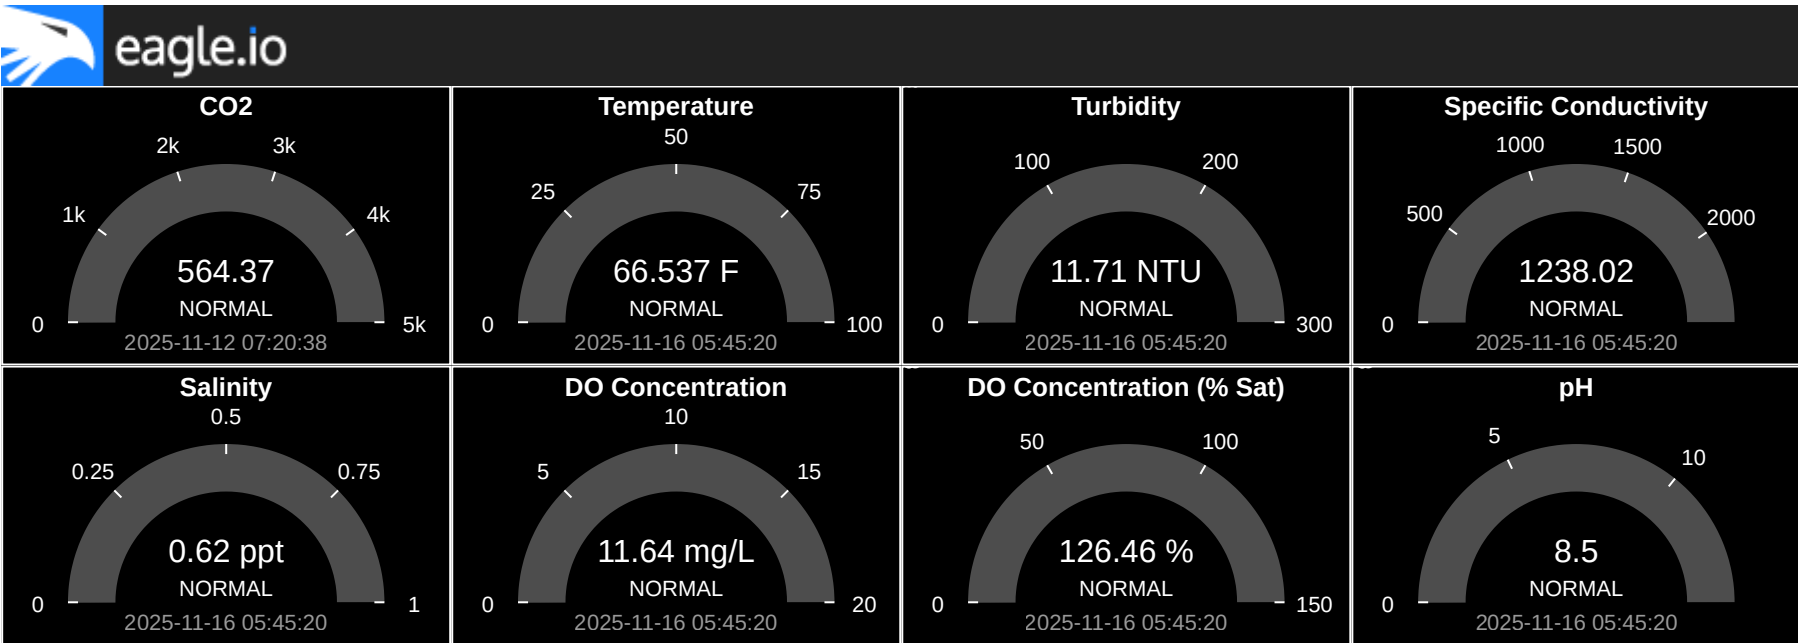 eagle.io
CO2
2k
3k
1k
4k
564.37
NORMAL
0
5k
2025-11-12 07:20:38
Temperature
50
25
75
66.537 F
NORMAL
0
100
2025-11-16 05:45:20
Turbidity
100
200
11.71 NTU
NORMAL
0
300
2025-11-16 05:45:20
Specific Conductivity
1000
1500
500
2000
1238.02
NORMAL
0
2025-11-16 05:45:20
Salinity
0.5
0.25
0.75
0.62 ppt
NORMAL
0
1
2025-11-16 05:45:20
DO Concentration
10
5
15
11.64 mg/L
NORMAL
0
20
2025-11-16 05:45:20
DO Concentration (% Sat)
50
100
126.46 %
NORMAL
0
150
2025-11-16 05:45:20
pH
5
10
8.5
NORMAL
0
2025-11-16 05:45:20